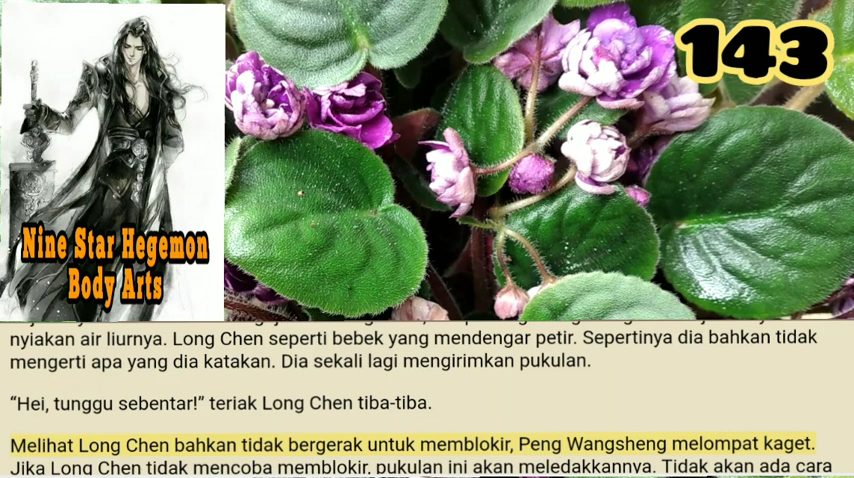 143
Nine Star Hegemon
Body Arts
nyiakan air liurnya. Long Chen seperti bebek yang mendengar petir. Sepertinya dia bahkan tidak
mengerti apa yang dia katakan. Dia sekali lagi mengirimkan pukulan.
“Hei, tunggu sebentar!” teriak Long Chen tiba-tiba.
Melihat Long Chen bahkan tidak bergerak untuk memblokir, Peng Wangsheng melompat kaget.
Jika Long Chen tidak mencoba memblokir, pukulan ini akan meledakkannya. Tidak akan ada cara